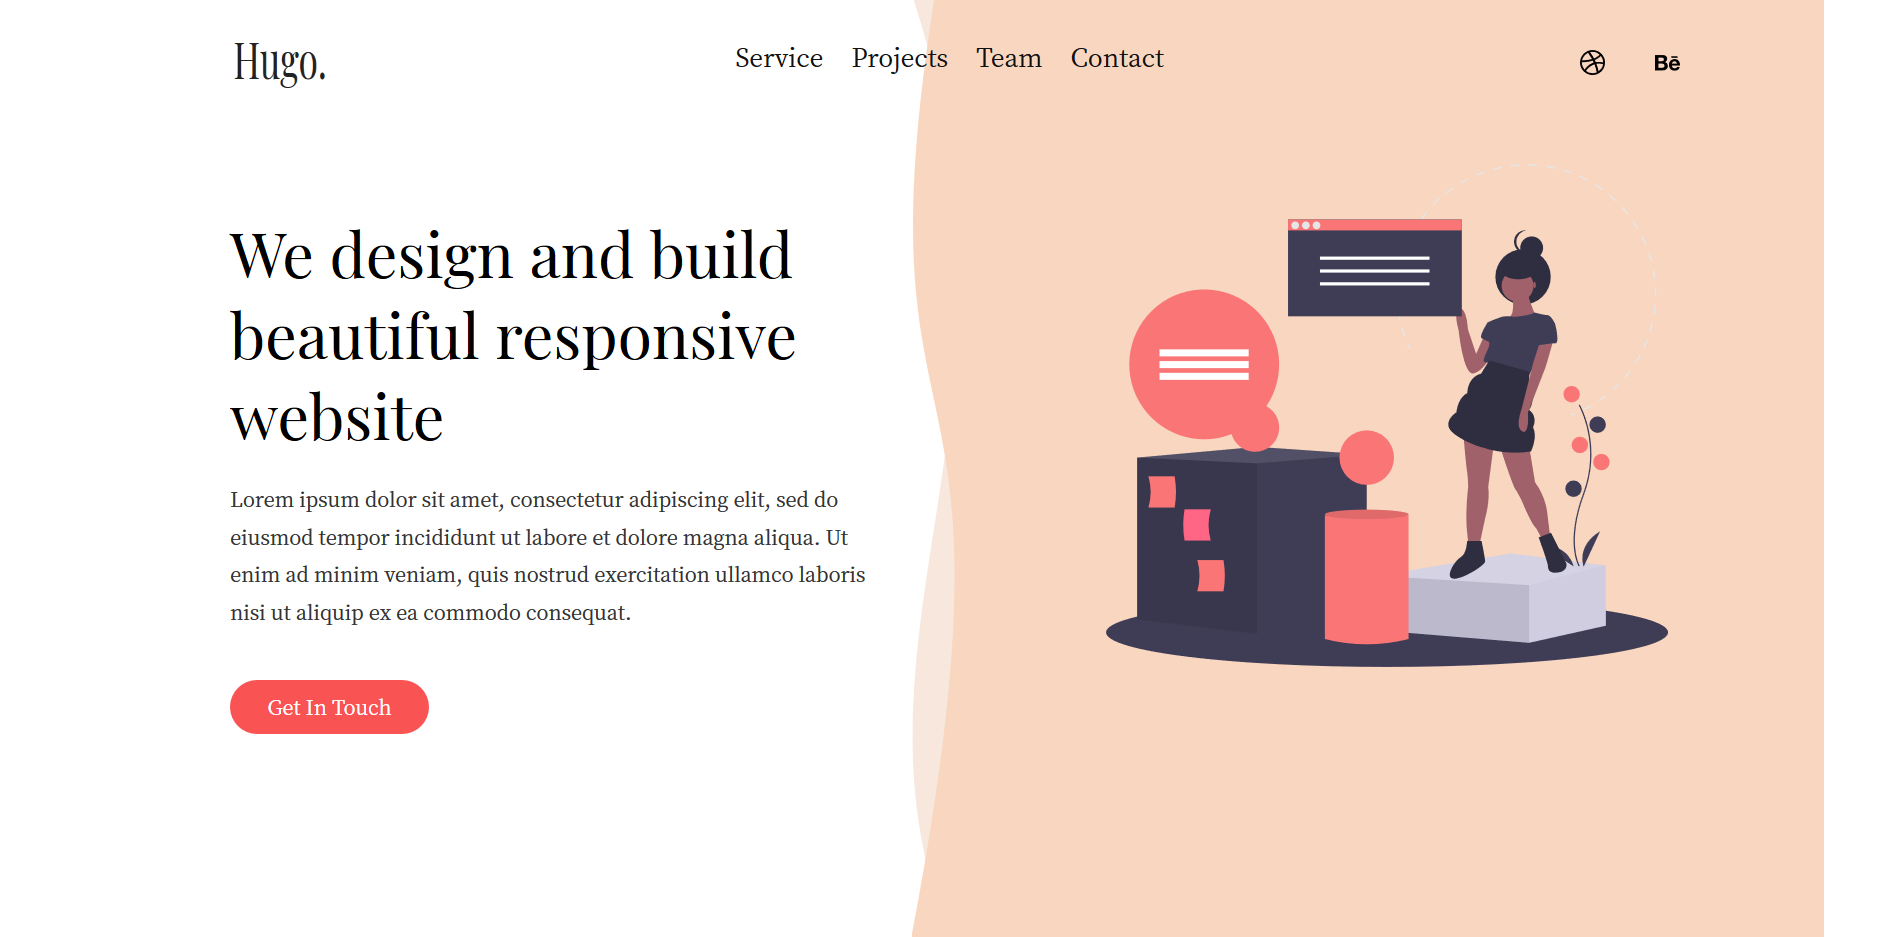 Hugo.
Service Projects Team Contact
Bē
We design and build
beautiful responsive
website
Lorem ipsum dolor sit amet, consectetur adipiscing elit, sed do
eiusmod tempor incididunt ut labore et dolore magna aliqua. Ut
enim ad minim veniam, quis nostrud exercitation ullamco laboris
nisi ut aliquip ex ea commodo consequat.
Get In Touch